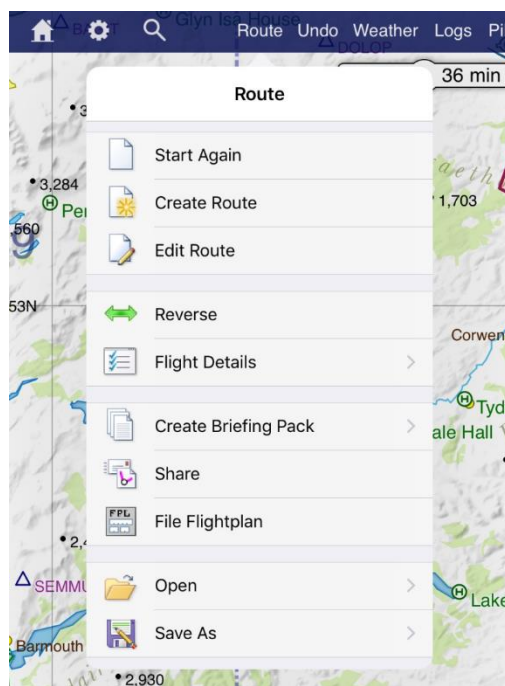 Glyn Isa House
Route Undo Weather Logs Pi
DOLOP
36 min
Route
Start Again
3,284
1,703
Create Route
Pe
Edit Route
53N
Reverse
Corwen
Flight Details
Tyd
Create Briefing Pack
ale Hall
Share
FPL
File Flightplan
SEMMU
Open
Lake
Barmouth
Save As
2,930